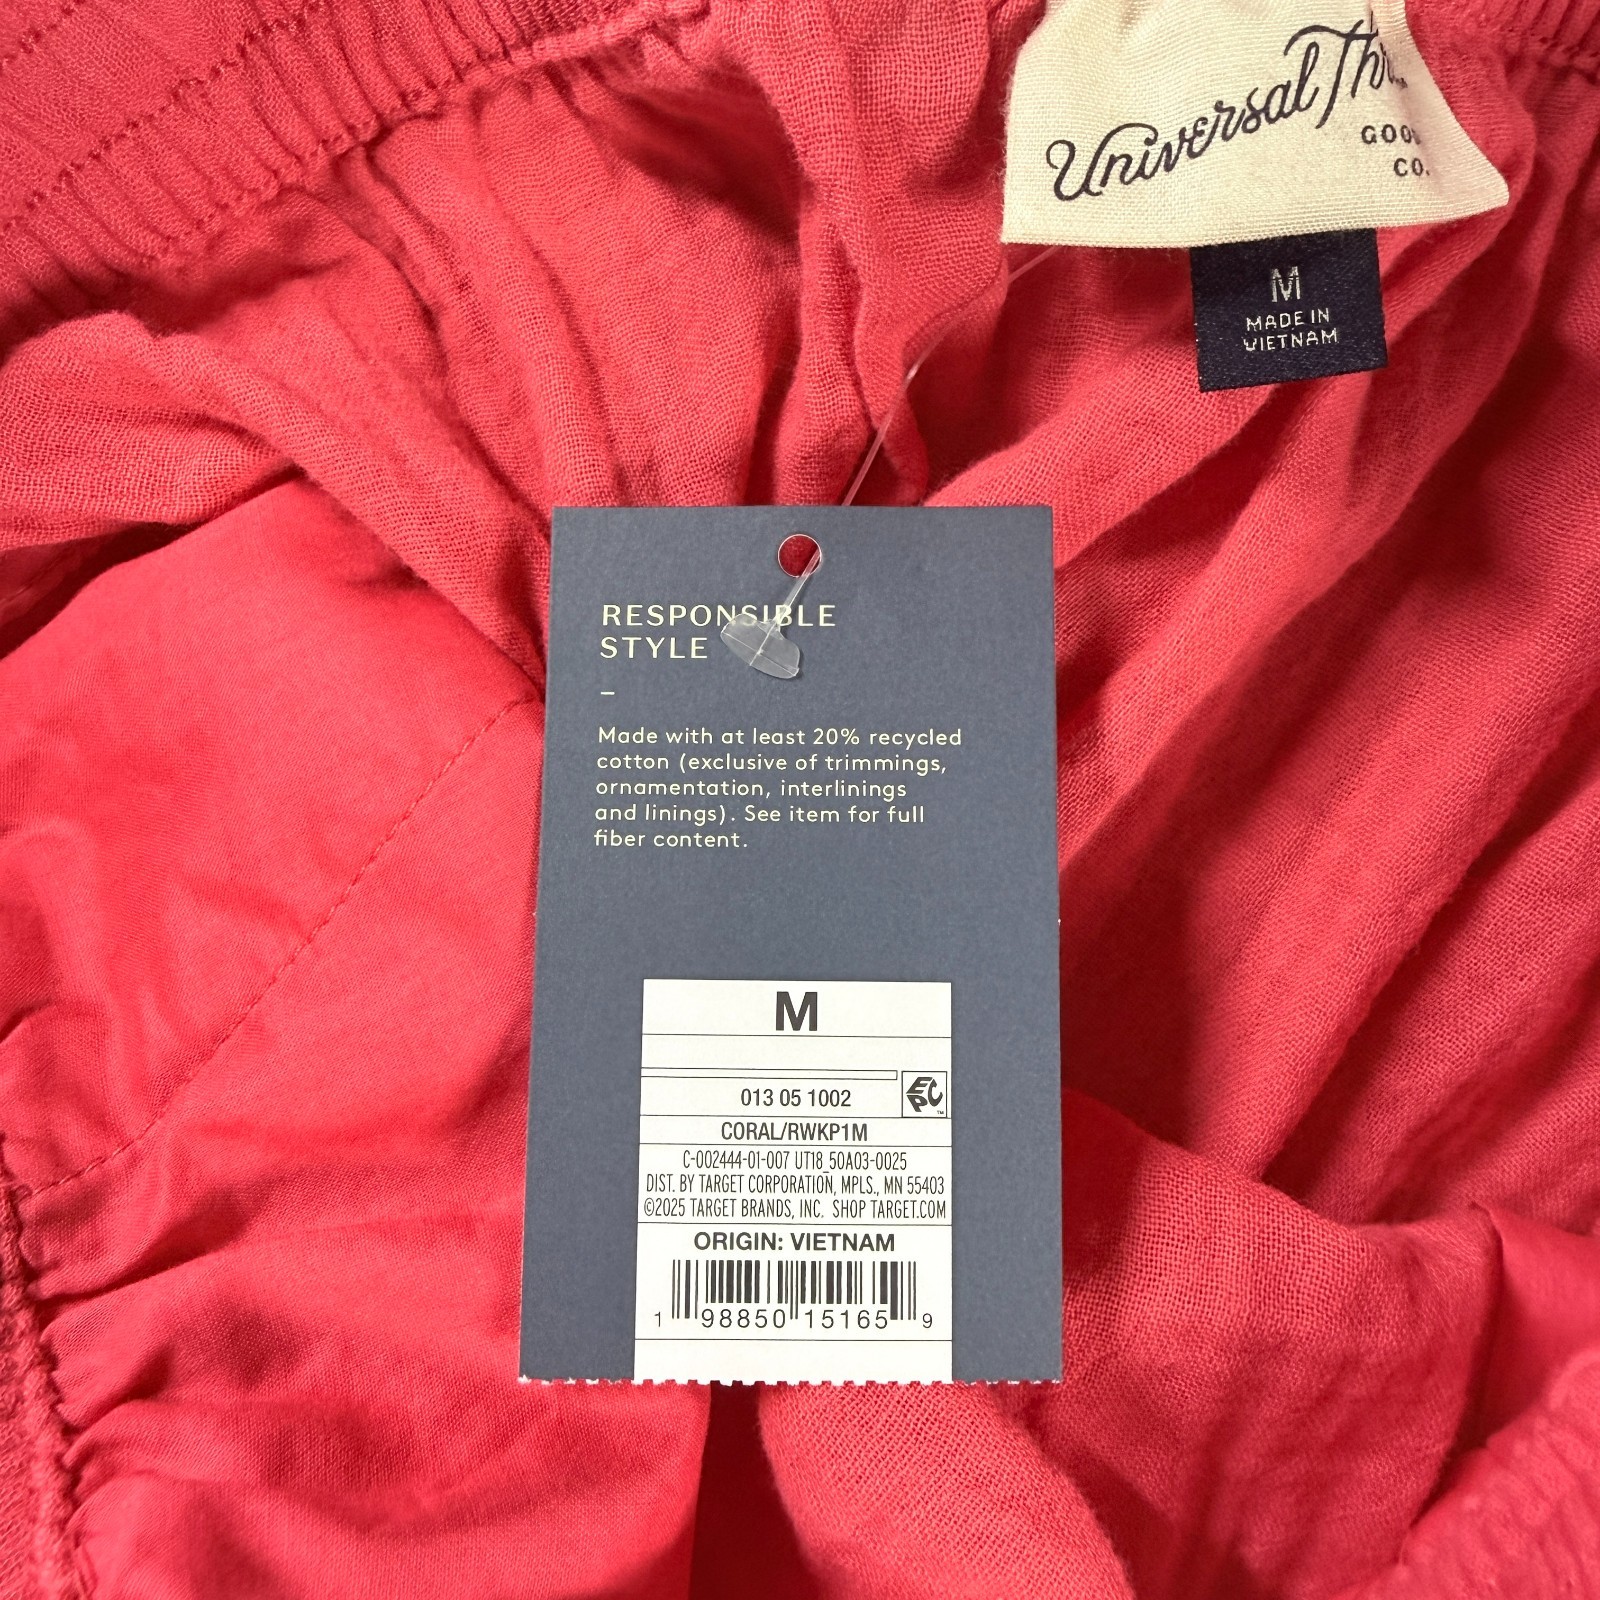 Universal
CO.
M
MADE IN
VIETNAM
RESPONSIBLE
STYLE
–
Made with at least 20% recycled
cotton (exclusive of trimmings,
ornamentation, interlinings
and linings). See item for full
fiber content.
M
013 05 1002
EPC™
CORAL/RWKP1M
C-002444-01-007 UT18_50A03-0025
DIST. BY TARGET CORPORATION, MPLS., MN 55403
©2025 TARGET BRANDS, INC. SHOP TARGET.COM
ORIGIN: VIETNAM
1 98850 15165 9